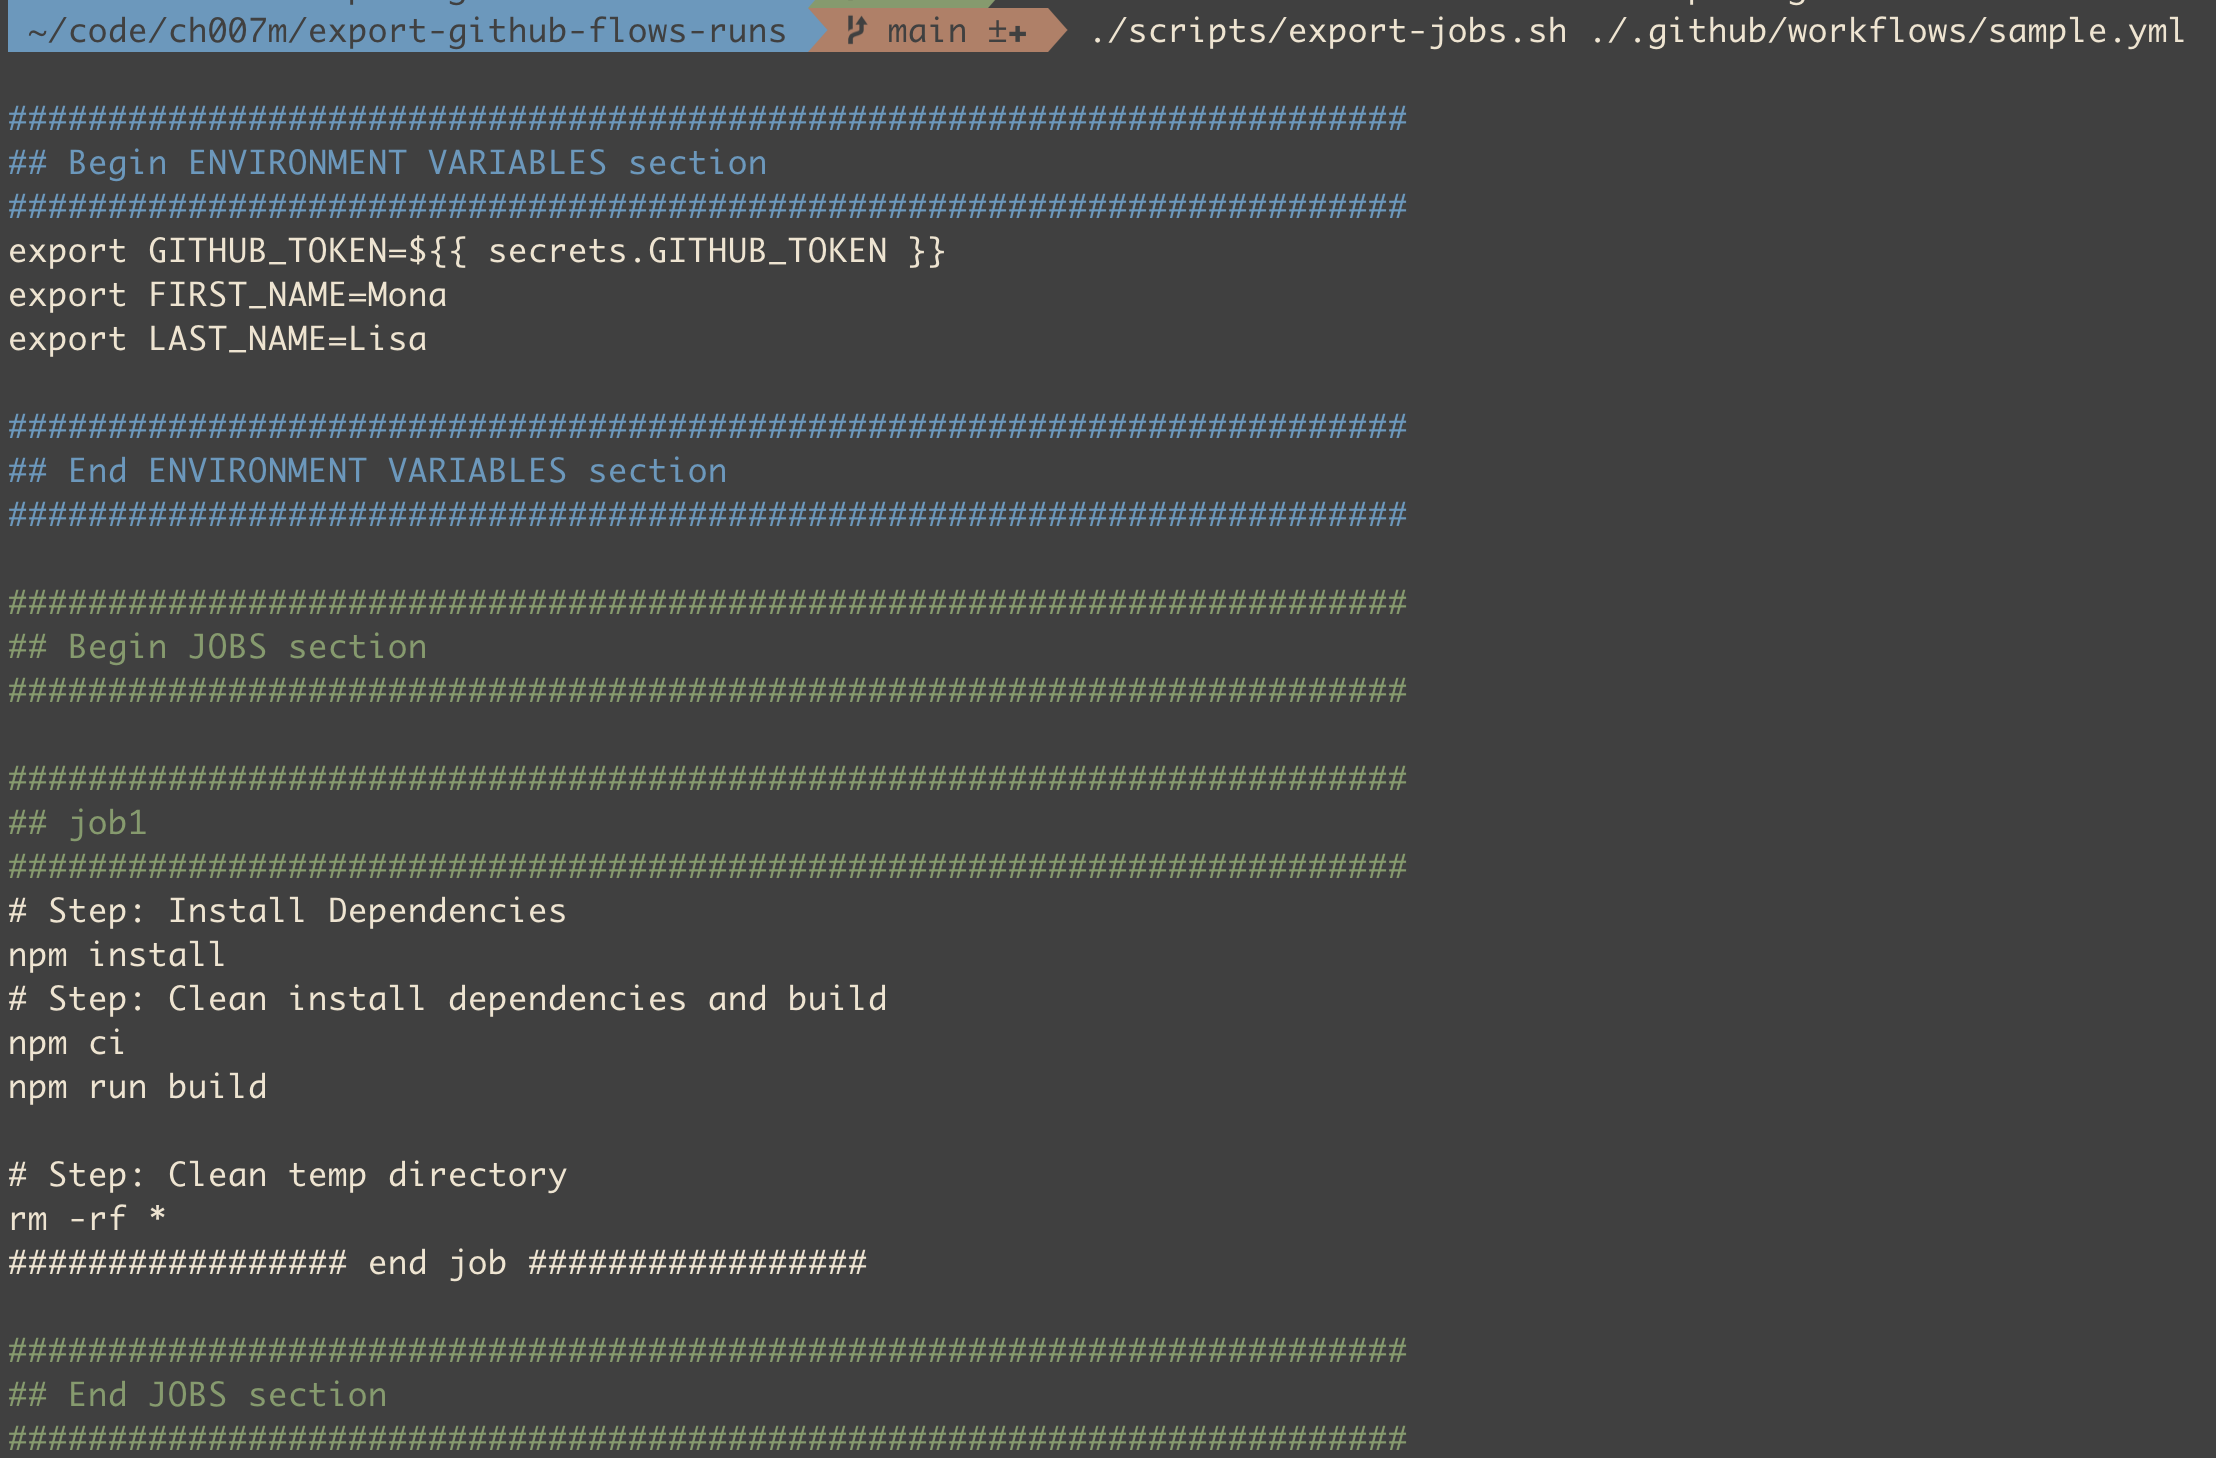 ~/code/ch007m/export-github-flows-runs main ±+ ./scripts/export-jobs.sh ./.github/workflows/sample.yml
######################################################################
## Begin ENVIRONMENT VARIABLES section
######################################################################
export GITHUB_TOKEN=${{ secrets.GITHUB_TOKEN }}
export FIRST_NAME=Mona
export LAST_NAME=Lisa
######################################################################
## End ENVIRONMENT VARIABLES section
######################################################################
######################################################################
## Begin JOBS section
######################################################################
######################################################################
## job1
######################################################################
# Step: Install Dependencies
npm install
# Step: Clean install dependencies and build
npm ci
npm run build
# Step: Clean temp directory
rm -rf *
################# end job #################
######################################################################
## End JOBS section
######################################################################